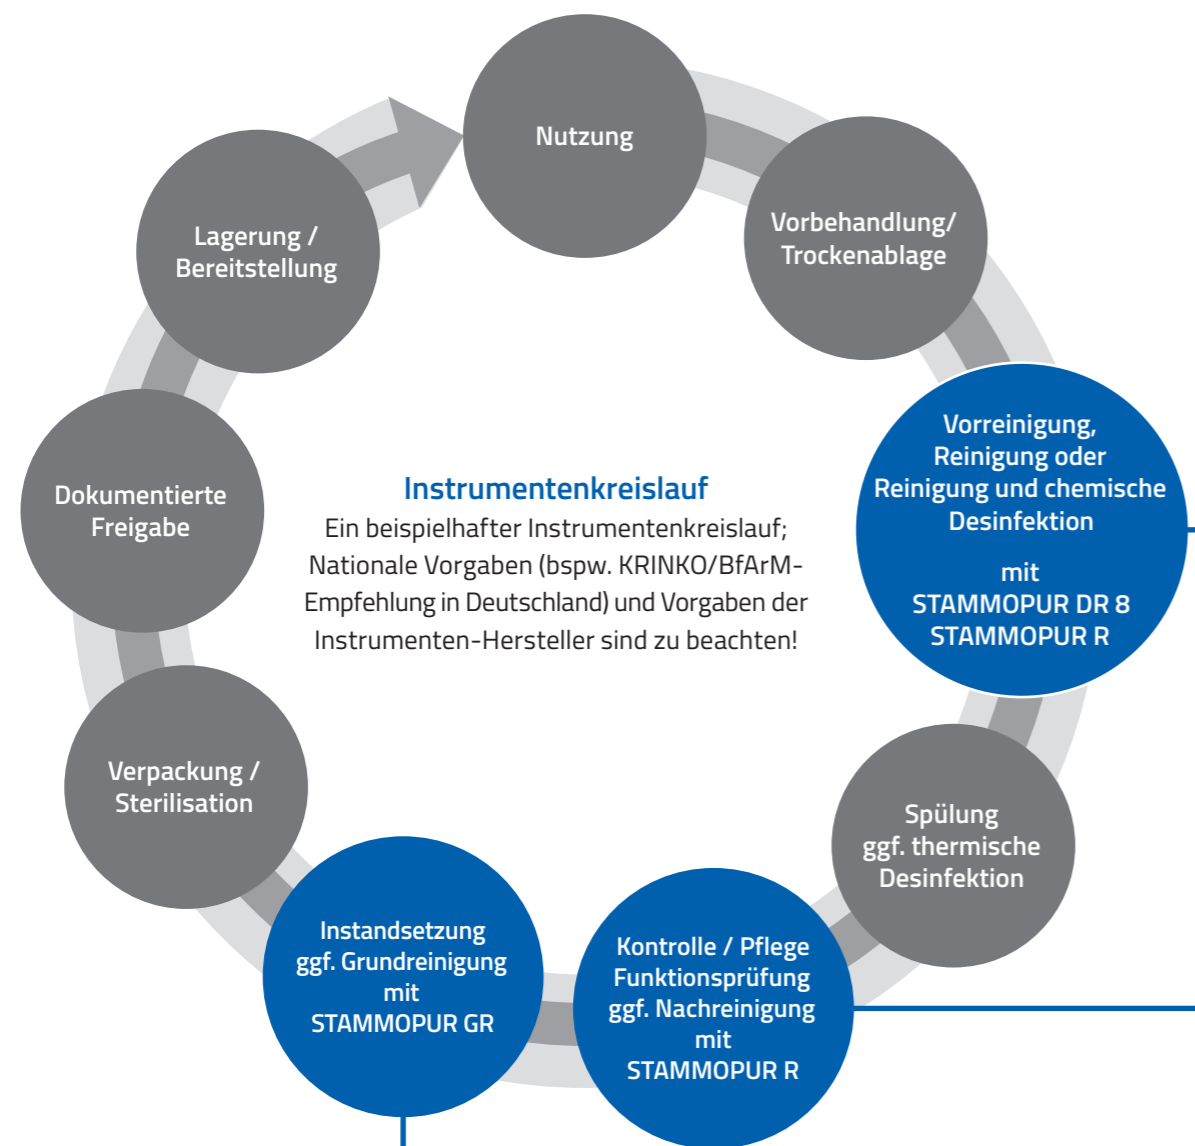 Nutzung
Vorbehandlung/
Trockenablage
Vorreinigung,
Reinigung oder
Reinigung und chemische
Desinfektion
mit
STAMMOPUR DR 8
STAMMOPUR R
Spülung
ggf. thermische
Desinfektion
Kontrolle / Pflege
Funktionsprüfung
ggf. Nachreinigung
mit
STAMMOPUR R
Instandsetzung
ggf. Grundreinigung
mit
STAMMOPUR GR
Verpackung /
Sterilisation
Dokumentierte
Freigabe
Lagerung /
Bereitstellung
Instrumentenkreislauf
Ein beispielhafter Instrumentenkreislauf;
Nationale Vorgaben (bspw. KRINKO/BfArM-
Empfehlung in Deutschland) und Vorgaben der
Instrumenten-Hersteller sind zu beachten!